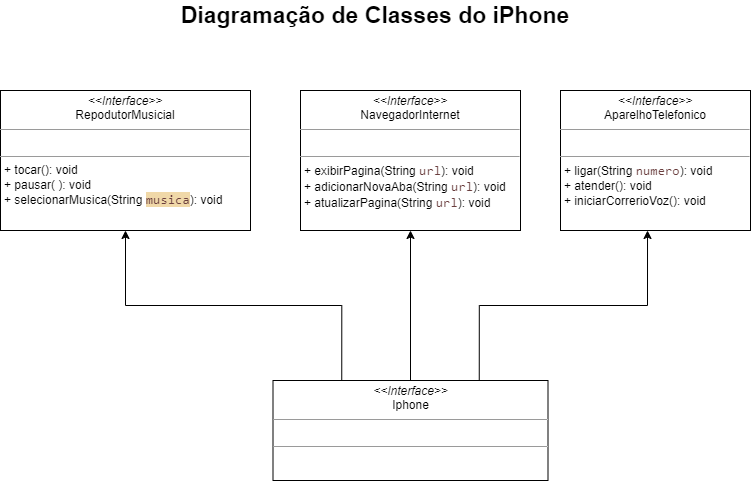 Diagramação de Classes do iPhone
<<Interface>>
RepodutorMusicial
+ tocar(): void
+ pausar( ): void
+ selecionarMusica(String musica): void
<<Interface>>
NavegadorInternet
+ exibirPagina(String url): void
+ adicionarNovaAba(String url): void
+ atualizarPagina(String url): void
<<Interface>>
AparelhoTelefonico
+ ligar(String numero): void
+ atender(): void
+ iniciarCorrerioVoz(): void
<<Interface>>
Iphone